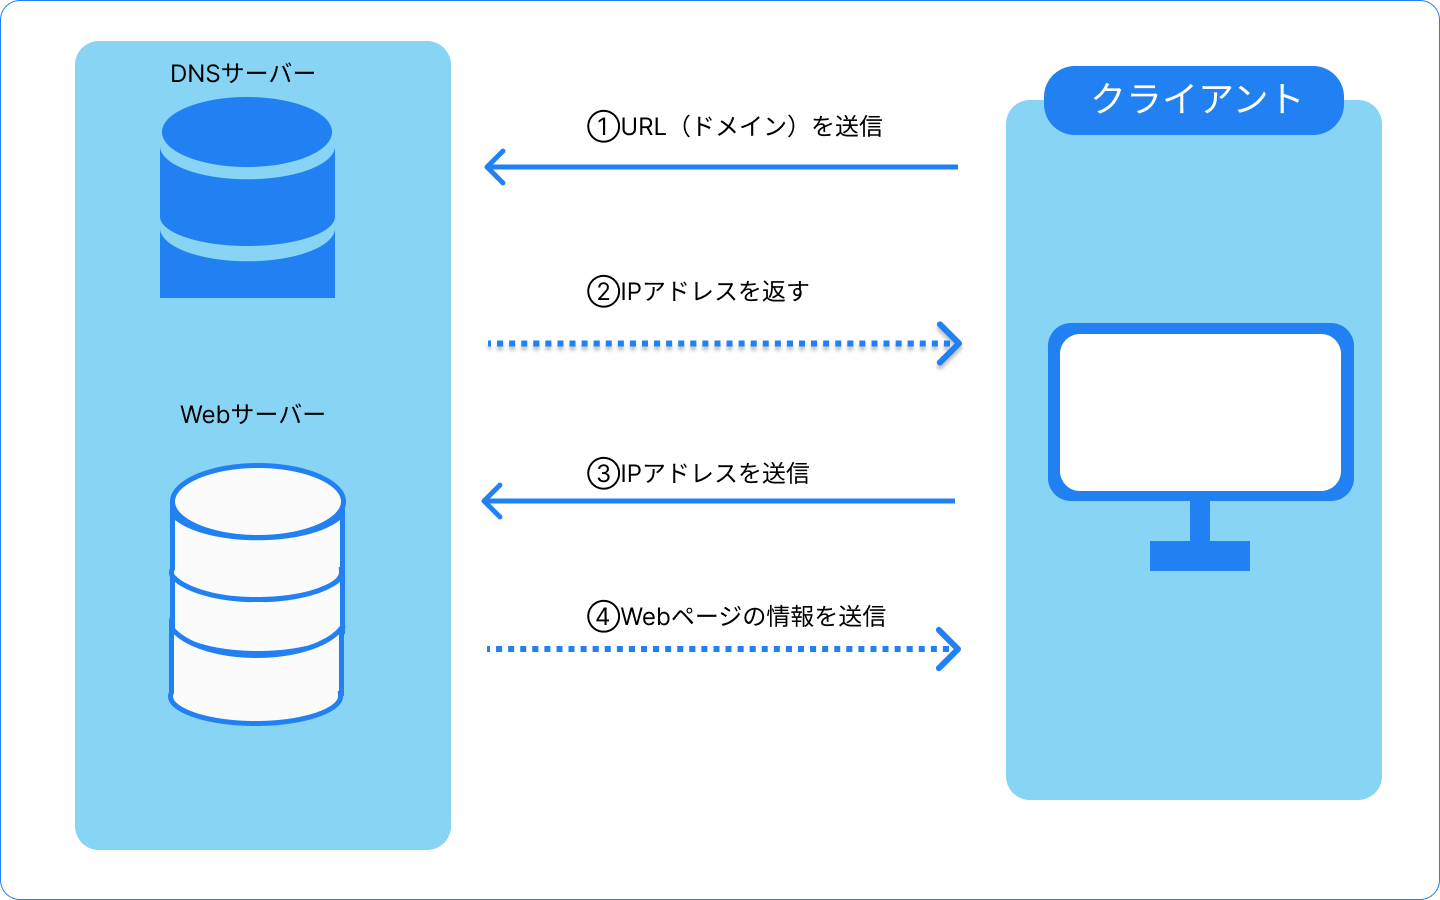 DNSサーバー
クライアント
①URL（ドメイン）を送信
②IPアドレスを返す
Webサーバー
③IPアドレスを送信
④Webページの情報を送信